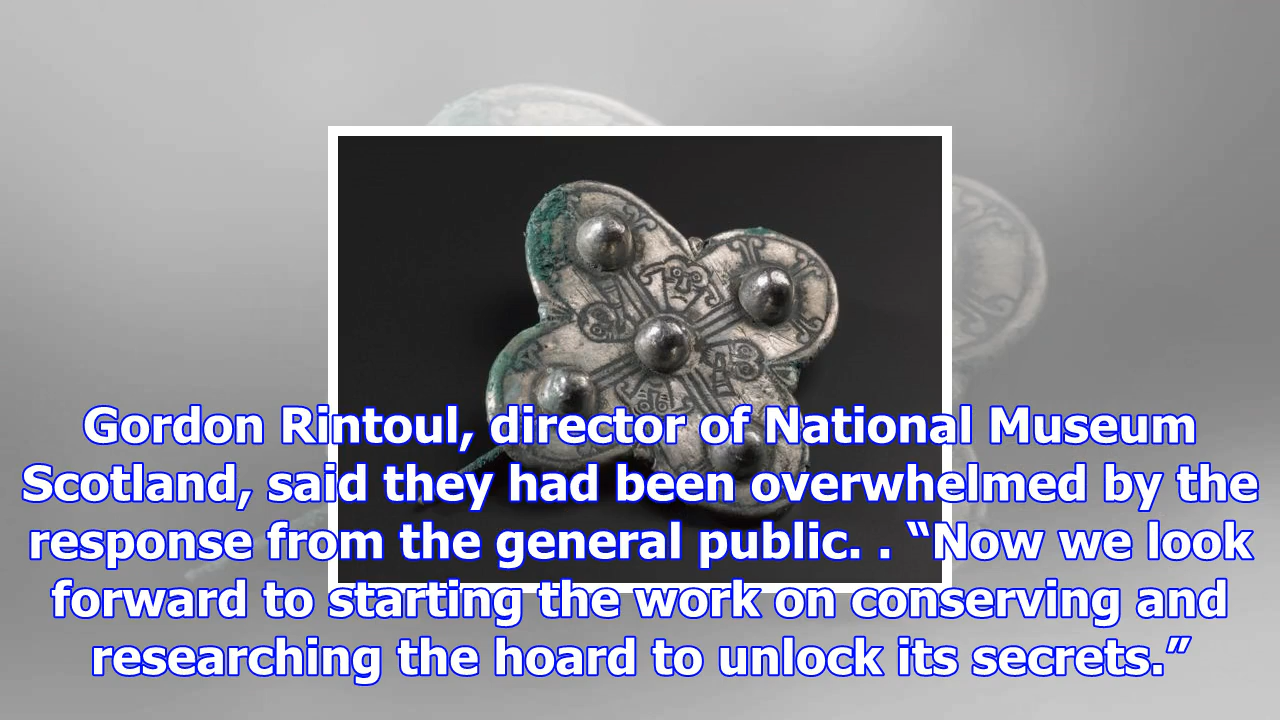 Gordon Rintoul, director of National Museum
Scotland, said they had been overwhelmed by the
response from the general public. . “Now we look
forward to starting the work on conserving and
researching the hoard to unlock its secrets.”